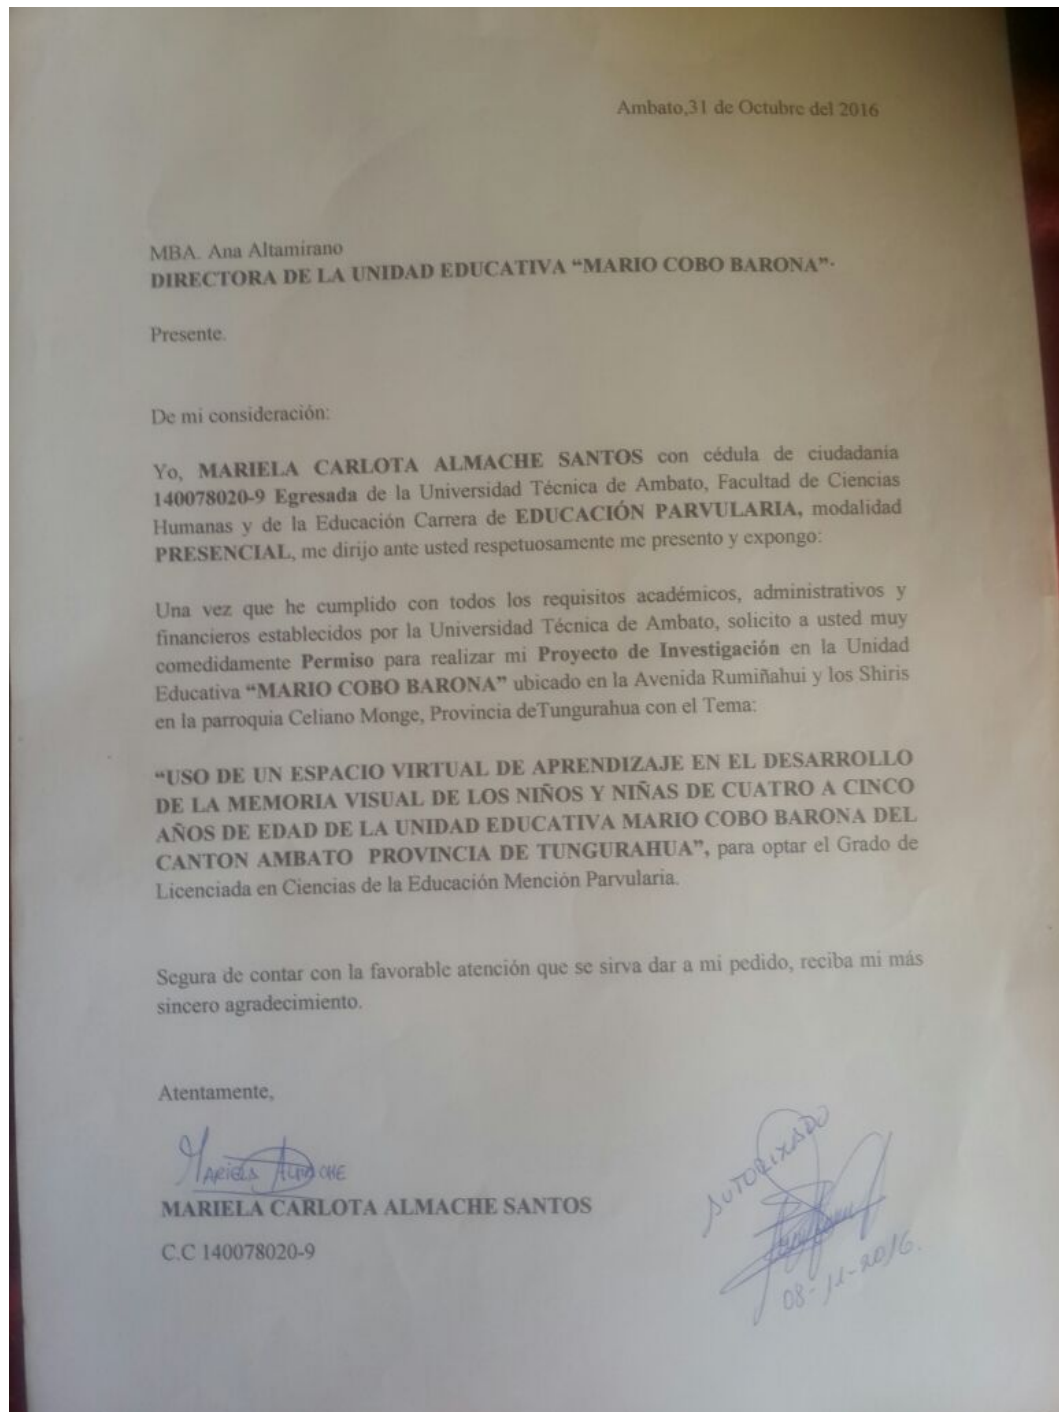 Ambato,31 de Octubre del 2016
MBA. Ana Altamirano
DIRECTORA DE LA UNIDAD EDUCATIVA “MARIO COBO BARONA”.
Presente.
De mi consideración:
Yo, MARIELA CARLOTA ALMACHE SANTOS con cédula de ciudadanía
140078020-9 Egresada de la Universidad Técnica de Ambato, Facultad de Ciencias
Humanas y de la Educación Carrera de EDUCACIÓN PARVULARIA, modalidad
PRESENCIAL, me dirijo ante usted respetuosamente me presento y expongo:
Una vez que he cumplido con todos los requisitos académicos, administrativos y
financieros establecidos por la Universidad Técnica de Ambato, solicito a usted muy
comedidamente Permiso para realizar mi Proyecto de Investigación en la Unidad
Educativa “MARIO COBO BARONA” ubicado en la Avenida Rumiñahui y los Shiris
en la parroquia Celiano Monge, Provincia deTungurahua con el Tema:
“USO DE UN ESPACIO VIRTUAL DE APRENDIZAJE EN EL DESARROLLO
DE LA MEMORIA VISUAL DE LOS NIÑOS Y NIÑAS DE CUATRO A CINCO
AÑOS DE EDAD DE LA UNIDAD EDUCATIVA MARIO COBO BARONA DEL
CANTON AMBATO PROVINCIA DE TUNGURAHUA”, para optar el Grado de
Licenciada en Ciencias de la Educación Mención Parvularia.
Segura de contar con la favorable atención que se sirva dar a mi pedido, reciba mi más
sincero agradecimiento.
Atentamente,
MARIELA ALMACHE
MARIELA CARLOTA ALMACHE SANTOS
C.C 140078020-9
AUTORIZADO
08-11-2016.